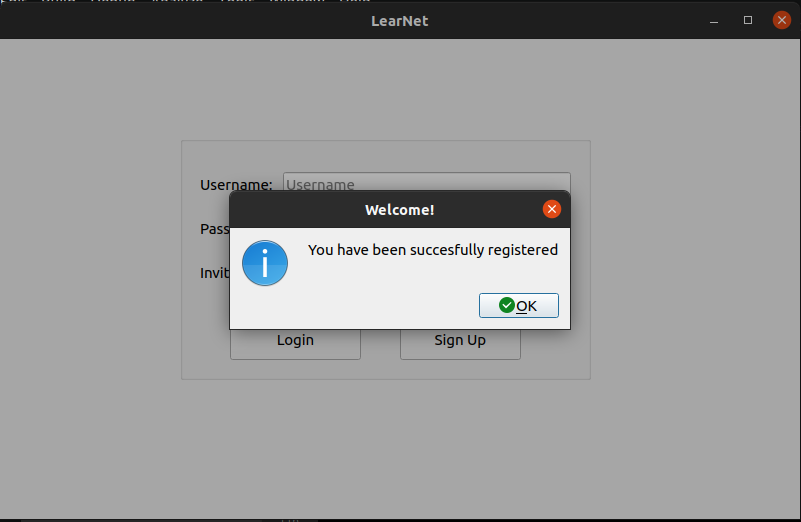 LearNet
Username: Username
Welcome!
Pass
You have been succesfully registered
Invit
OK
Login Sign Up